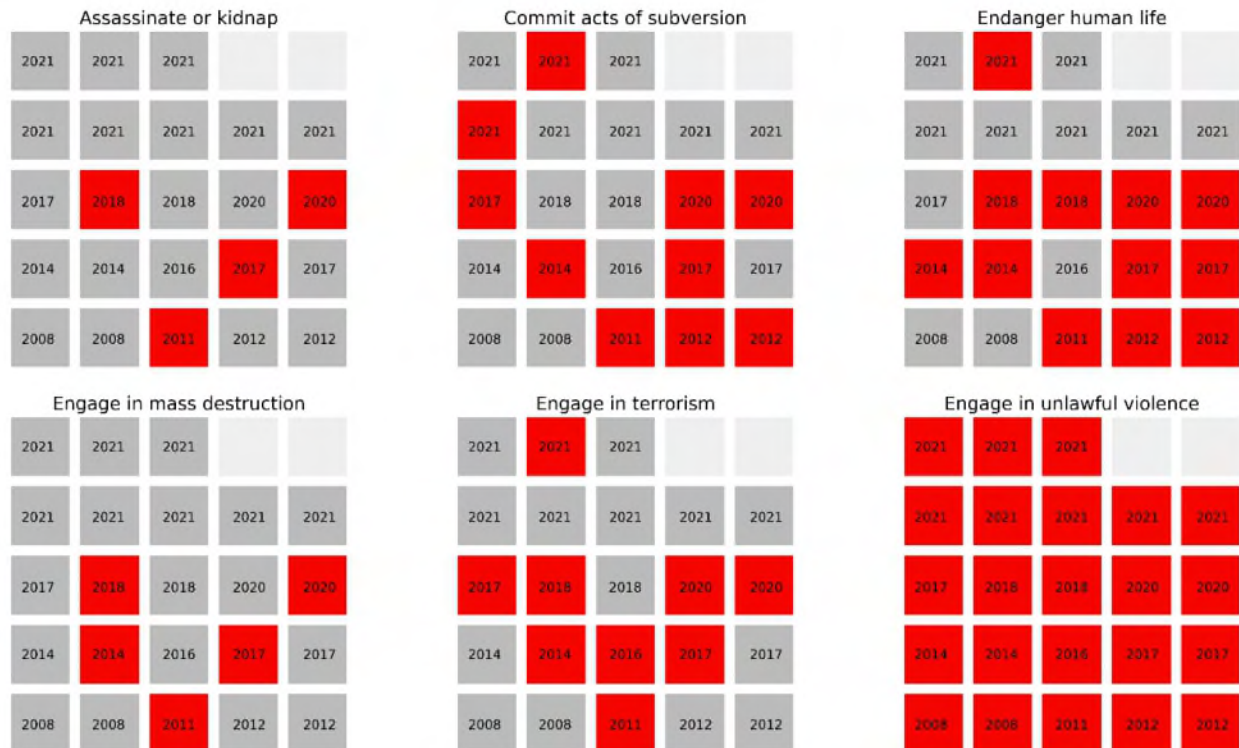 Assassinate or kidnap
2021 2021 2021
2021 2021 2021 2021 2021
2017 2018 2018 2020 2020
2014 2014 2016 2017 2017
2008 2008 2011 2012 2012
Commit acts of subversion
2021 2021 2021
2021 2021 2021 2021 2021
2017 2018 2018 2020 2020
2014 2014 2016 2017 2017
2008 2008 2011 2012 2012
Endanger human life
2021 2021 2021
2021 2021 2021 2021 2021
2017 2018 2018 2020 2020
2014 2014 2016 2017 2017
2008 2008 2011 2012 2012
Engage in mass destruction
2021 2021 2021
2021 2021 2021 2021 2021
2017 2018 2018 2020 2020
2014 2014 2016 2017 2017
2008 2008 2011 2012 2012
Engage in terrorism
2021 2021 2021
2021 2021 2021 2021 2021
2017 2018 2018 2020 2020
2014 2014 2016 2017 2017
2008 2008 2011 2012 2012
Engage in unlawful violence
2021 2021 2021
2021 2021 2021 2021 2021
2017 2018 2018 2020 2020
2014 2014 2016 2017 2017
2008 2008 2011 2012 2012